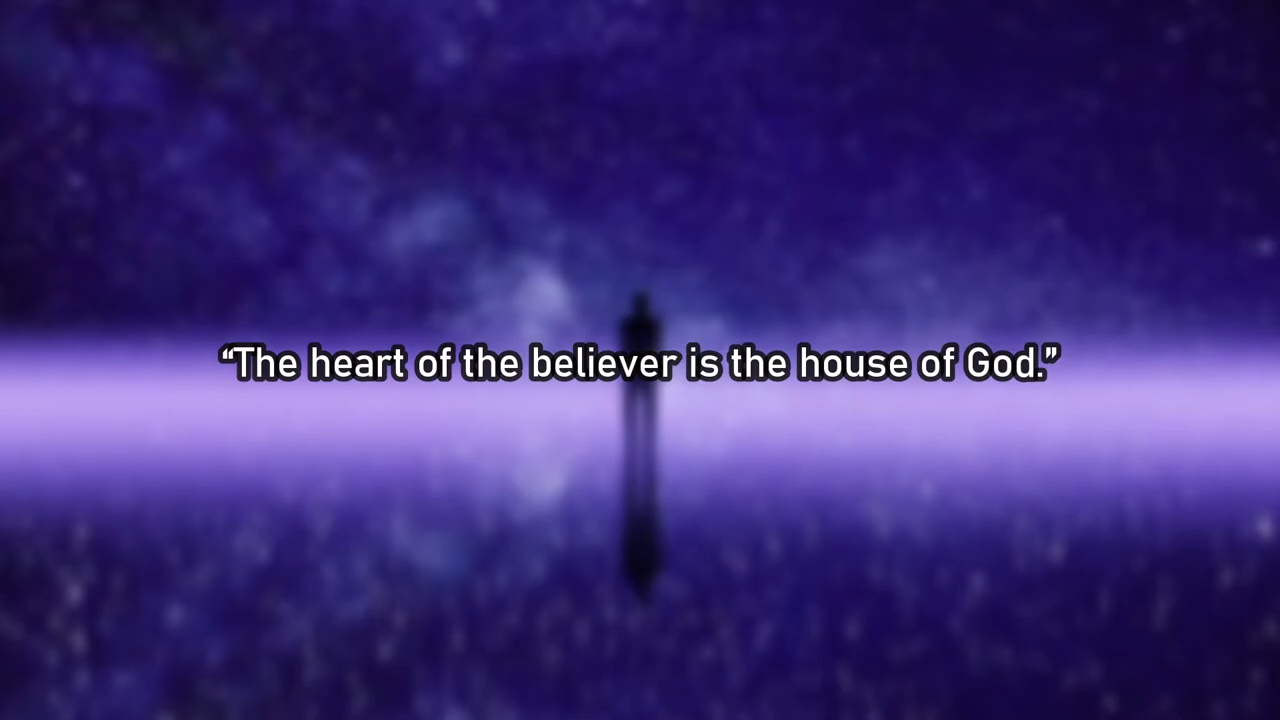 “The heart of the believer is the house of God.”